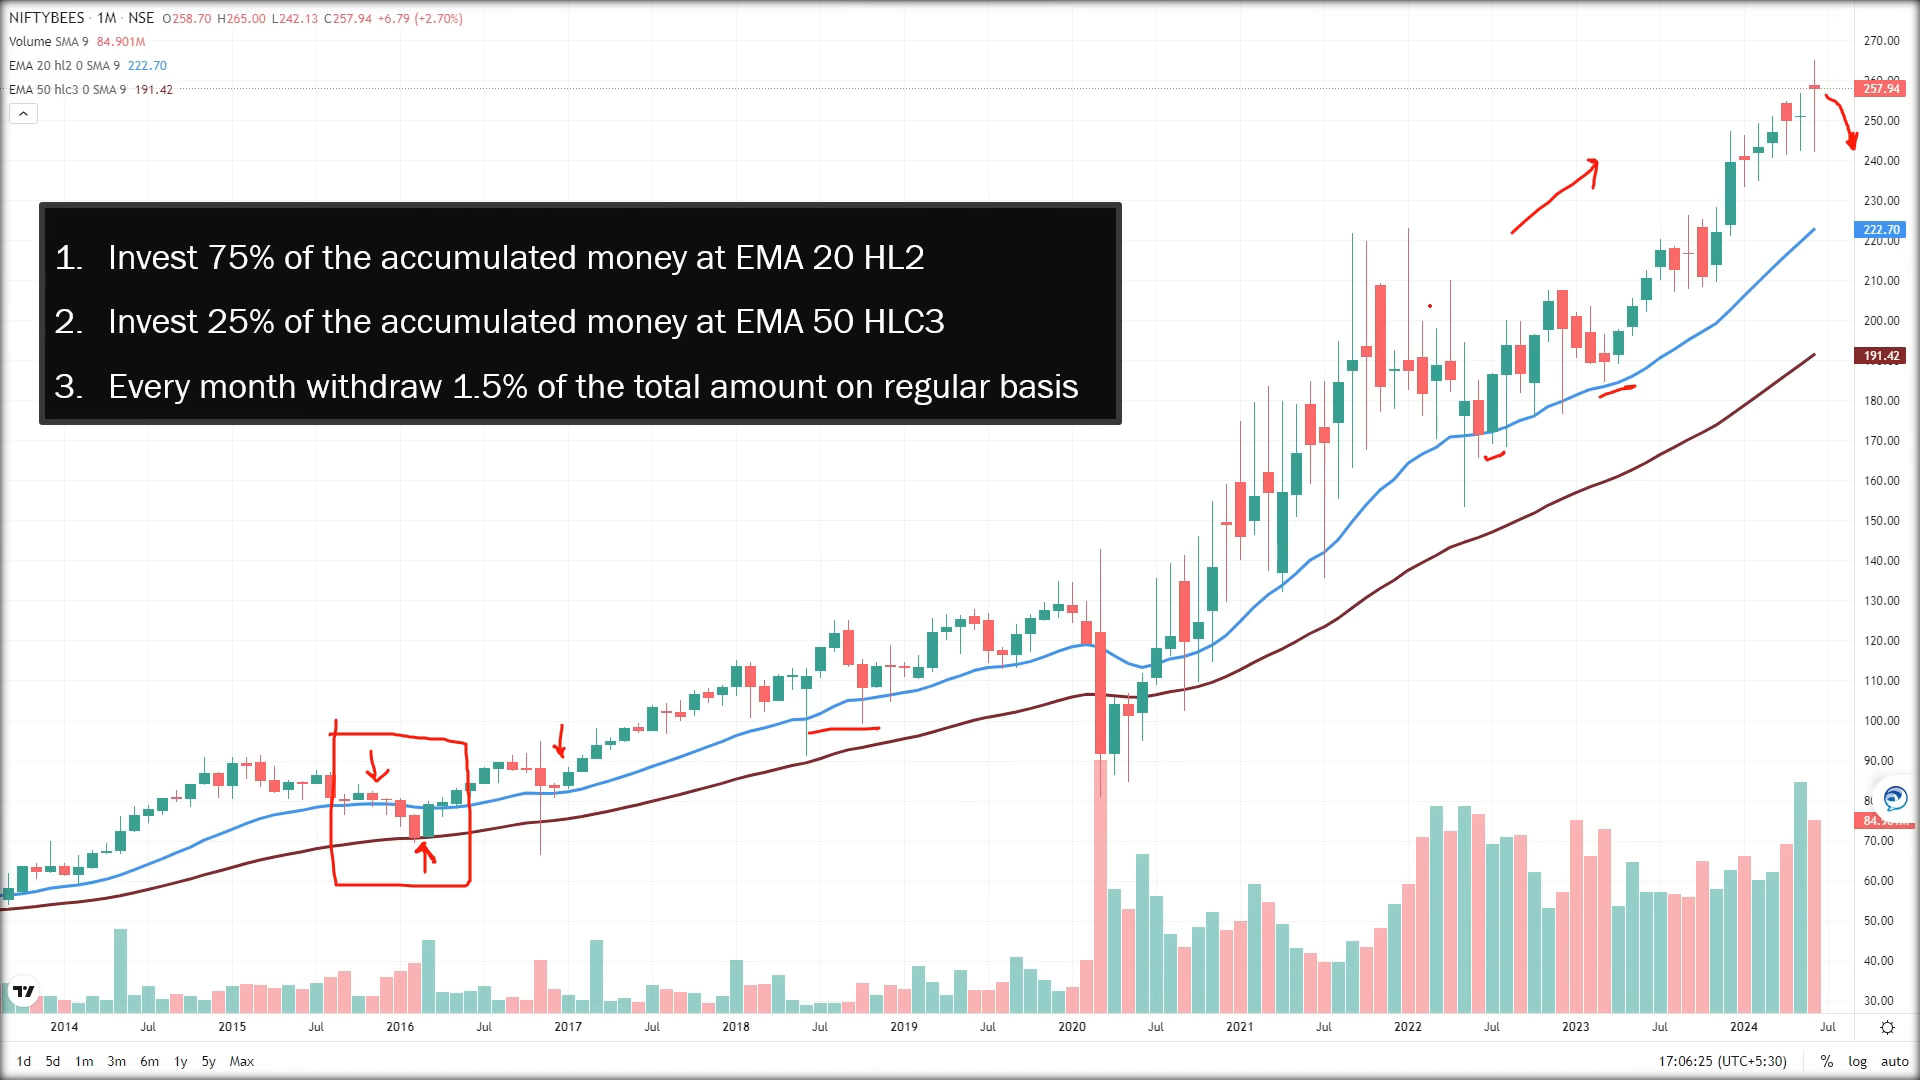 NIFTYBEES · 1M · NSE O258.70 H265.00 L242.13 C257.94 +6.79 (+2.70%)
Volume SMA 9 84.901M
EMA 20 hl2 0 SMA 9 222.70
EMA 50 hlc3 0 SMA 9 191.42
1. Invest 75% of the accumulated money at EMA 20 HL2
2. Invest 25% of the accumulated money at EMA 50 HLC3
3. Every month withdraw 1.5% of the total amount on regular basis
270.00
260.00
257.94
250.00
240.00
230.00
222.70
220.00
210.00
200.00
191.42
180.00
170.00
160.00
150.00
140.00
130.00
120.00
110.00
100.00
90.00
70.00
60.00
50.00
40.00
30.00
2014 Jul 2015 Jul 2016 Jul 2017 Jul 2018 Jul 2019 Jul 2020 Jul 2021 Jul 2022 Jul 2023 Jul 2024 Jul
1d 5d 1m 3m 6m 1y 5y Max 17:06:25 (UTC+5:30) % log auto